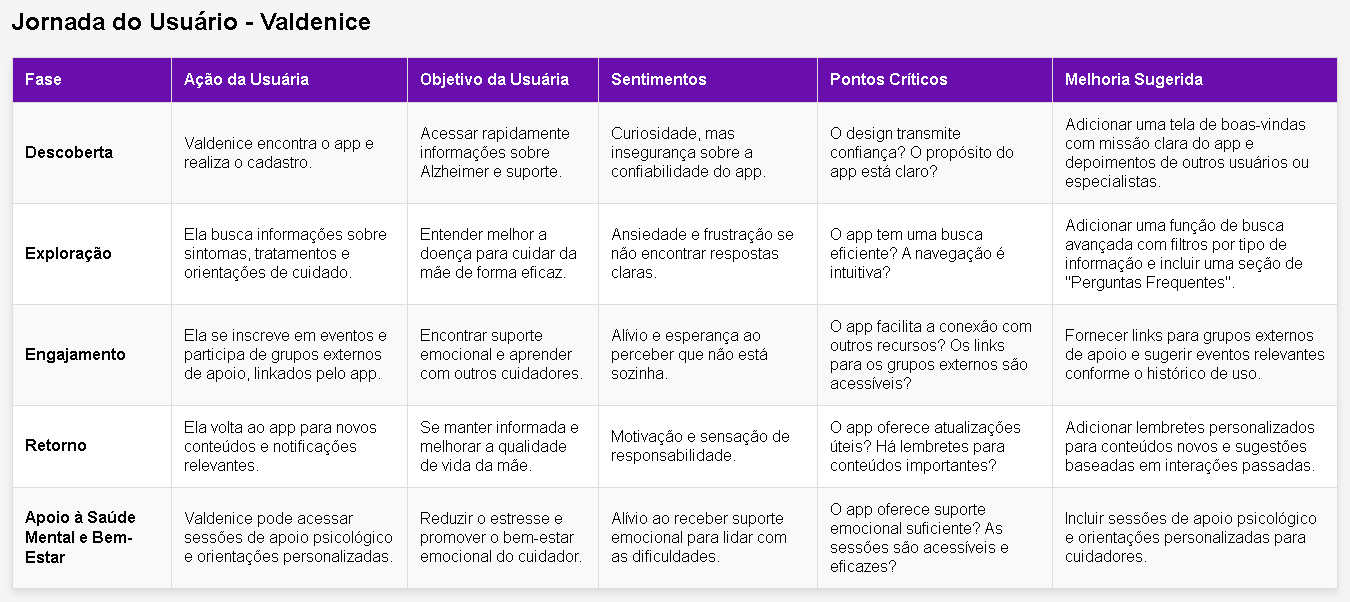 Jornada do Usuário - Valdenice
Fase
Ação da Usuária
Objetivo da Usuária
Sentimentos
Pontos Críticos
Melhoria Sugerida
Descoberta
Valdenice encontra o app e
realiza o cadastro.
Acessar rapidamente
informações sobre
Alzheimer e suporte.
Curiosidade, mas
insegurança sobre a
confiabilidade do app.
O design transmite
confiança? O propósito do
app está claro?
Adicionar uma tela de boas-vindas
com missão clara do app e
depoimentos de outros usuários ou
especialistas.
Exploração
Ela busca informações sobre
sintomas, tratamentos e
orientações de cuidado.
Entender melhor a
doença para cuidar da
mãe de forma eficaz.
Ansiedade e frustração se
não encontrar respostas
claras.
O app tem uma busca
eficiente? A navegação é
intuitiva?
Adicionar uma função de busca
avançada com filtros por tipo de
informação e incluir uma seção de
"Perguntas Frequentes".
Engajamento
Ela se inscreve em eventos e
participa de grupos externos
de apoio, linkados pelo app.
Encontrar suporte
emocional e aprender
com outros cuidadores.
Alívio e esperança ao
perceber que não está
sozinha.
O app facilita a conexão com
outros recursos? Os links
para os grupos externos são
acessíveis?
Fornecer links para grupos externos
de apoio e sugerir eventos relevantes
conforme o histórico de uso.
Retorno
Ela volta ao app para novos
conteúdos e notificações
relevantes.
Se manter informada e
melhorar a qualidade
de vida da mãe.
Motivação e sensação de
responsabilidade.
O app oferece atualizações
úteis? Há lembretes para
conteúdos importantes?
Adicionar lembretes personalizados
para conteúdos novos e sugestões
baseadas em interações passadas.
Apoio à Saúde
Mental e Bem-
Estar
Valdenice pode acessar
sessões de apoio psicológico
e orientações personalizadas.
Reduzir o estresse e
promover o bem-estar
emocional do cuidador.
Alívio ao receber suporte
emocional para lidar com
as dificuldades.
O app oferece suporte
emocional suficiente? As
sessões são acessíveis e
eficazes?
Incluir sessões de apoio psicológico
e orientações personalizadas para
cuidadores.